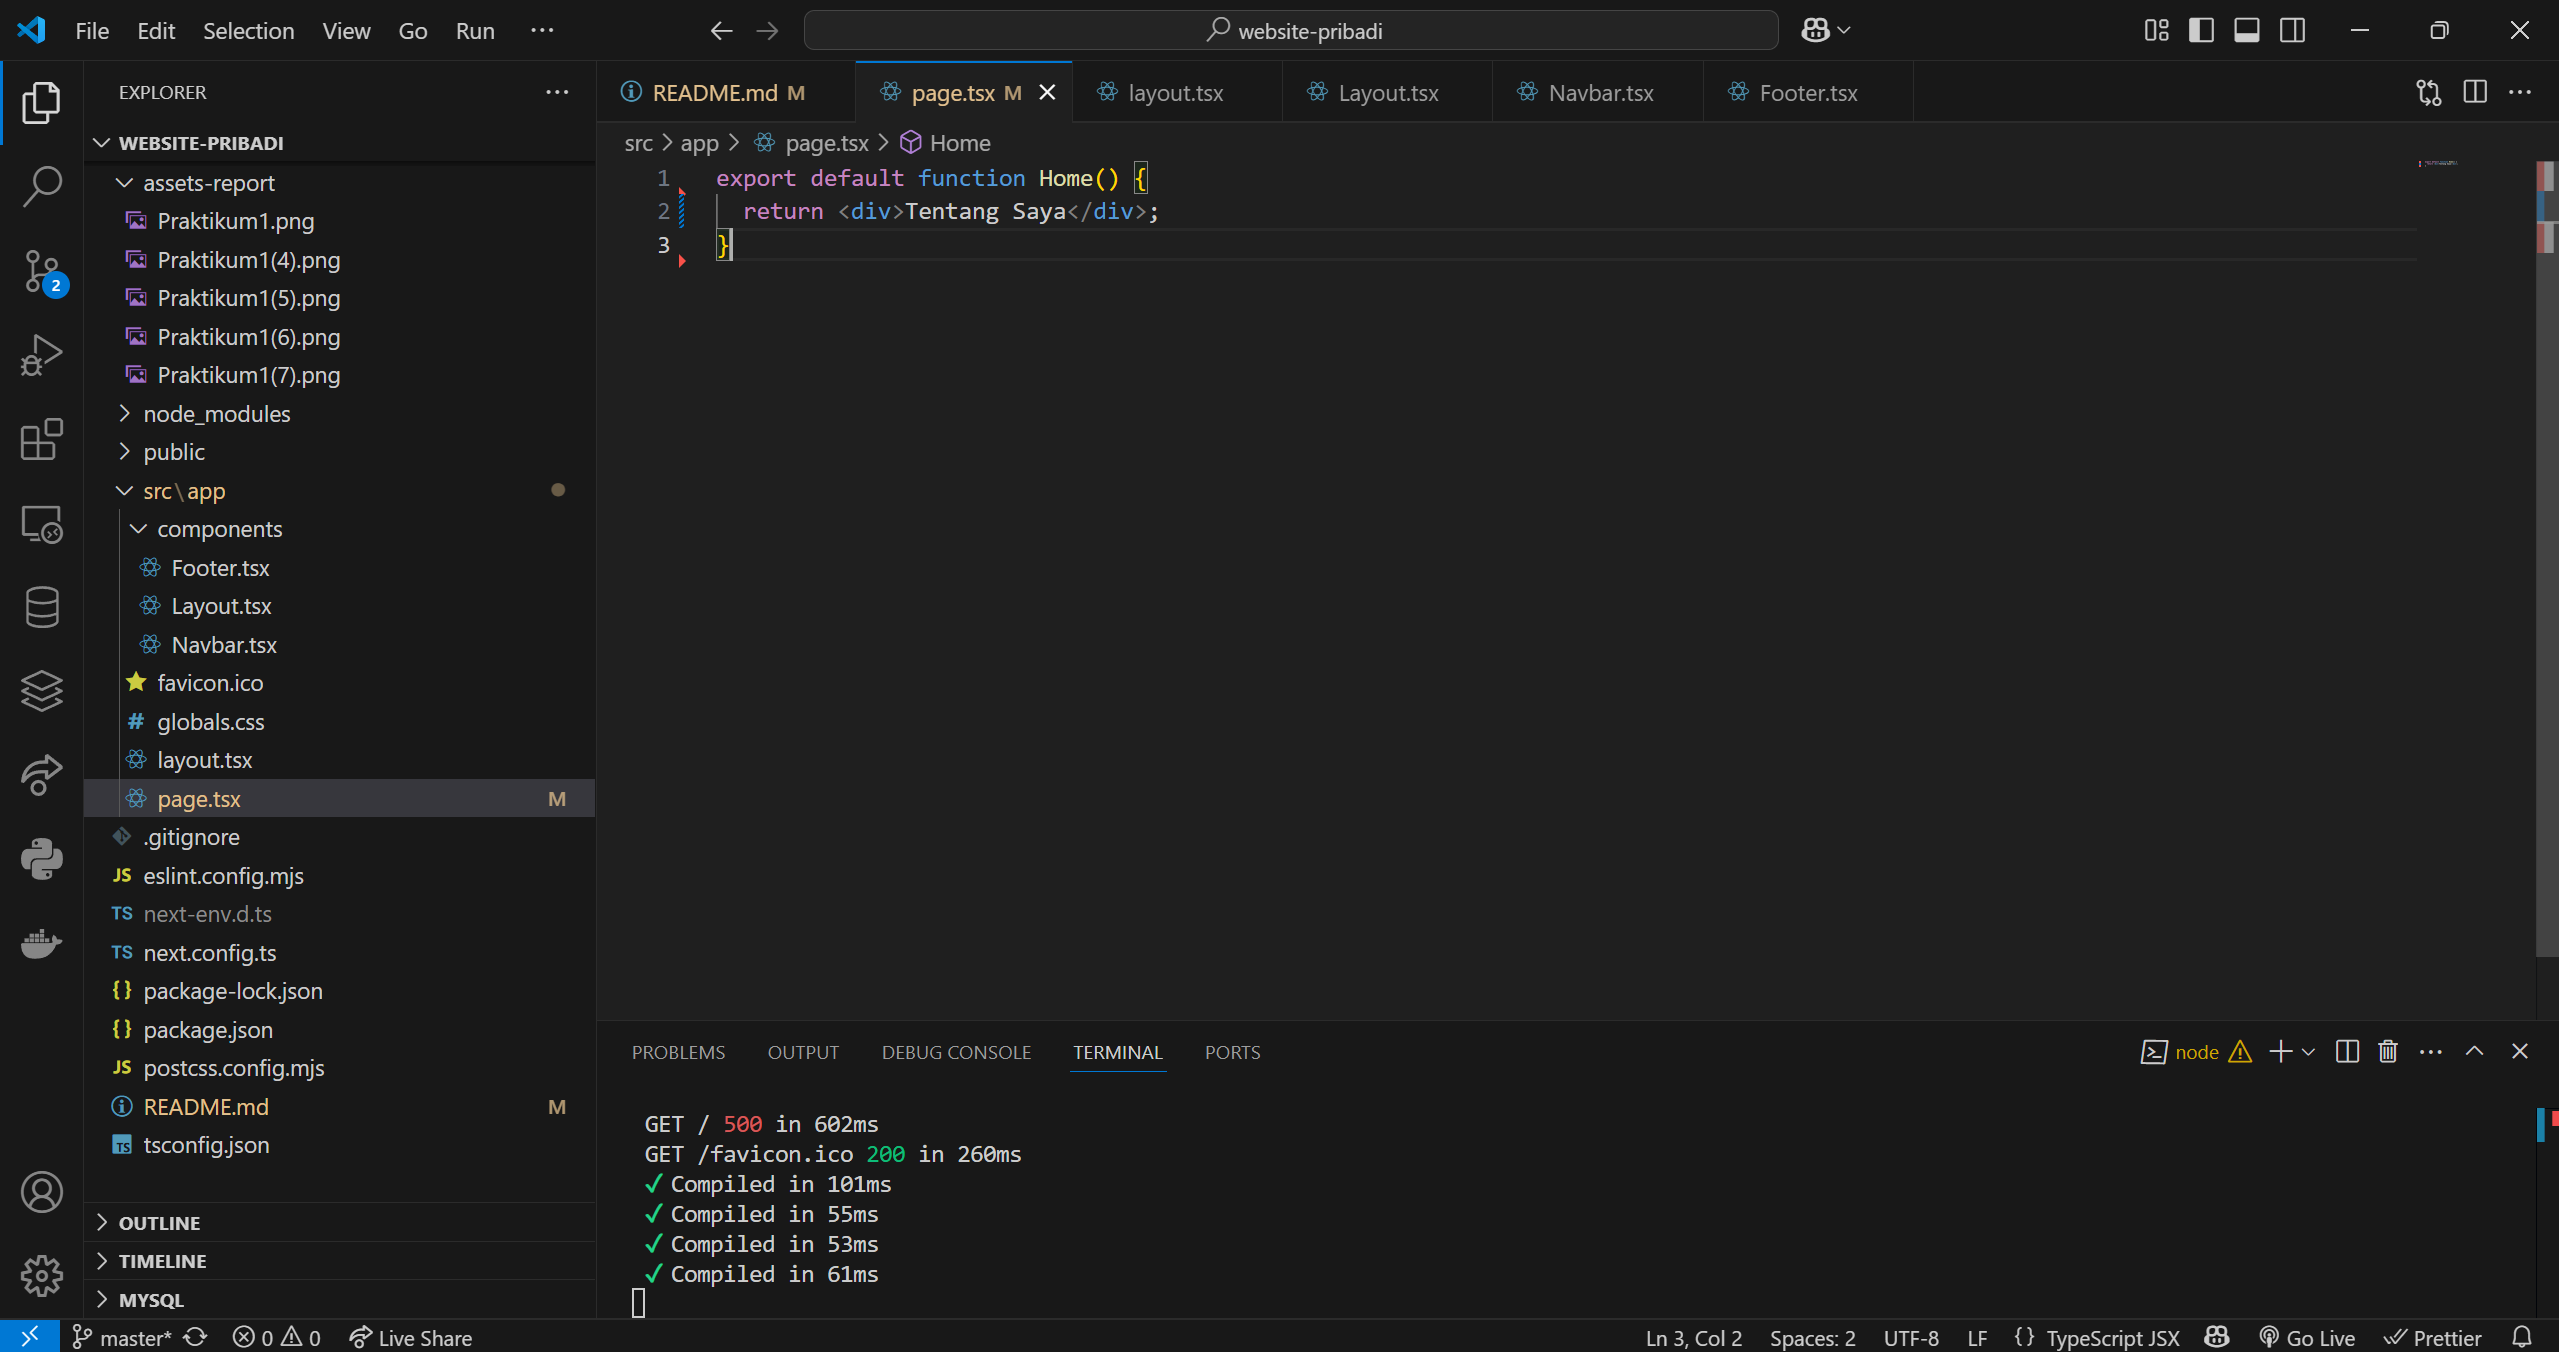 File Edit Selection View Go Run ··· website-pribadi
EXPLORER
WEBSITE-PRIBADI
assets-report
Praktikum1.png
Praktikum1(4).png
Praktikum1(5).png
Praktikum1(6).png
Praktikum1(7).png
node_modules
public
src\app
components
Footer.tsx
Layout.tsx
Navbar.tsx
favicon.ico
# globals.css
layout.tsx
page.tsx M
.gitignore
JS eslint.config.mjs
TS next-env.d.ts
TS next.config.ts
{} package-lock.json
{} package.json
JS postcss.config.mjs
README.md M
TS tsconfig.json
OUTLINE
TIMELINE
MYSQL
2
README.md M page.tsx M layout.tsx Layout.tsx Navbar.tsx Footer.tsx
src > app > page.tsx > Home
1 export default function Home() {
2 return <div>Tentang Saya</div>;
3 }
PROBLEMS OUTPUT DEBUG CONSOLE TERMINAL PORTS node
GET / 500 in 602ms
GET /favicon.ico 200 in 260ms
✓ Compiled in 101ms
✓ Compiled in 55ms
✓ Compiled in 53ms
✓ Compiled in 61ms
master* 0 0 Live Share Ln 3, Col 2 Spaces: 2 UTF-8 LF {} TypeScript JSX Go Live Prettier